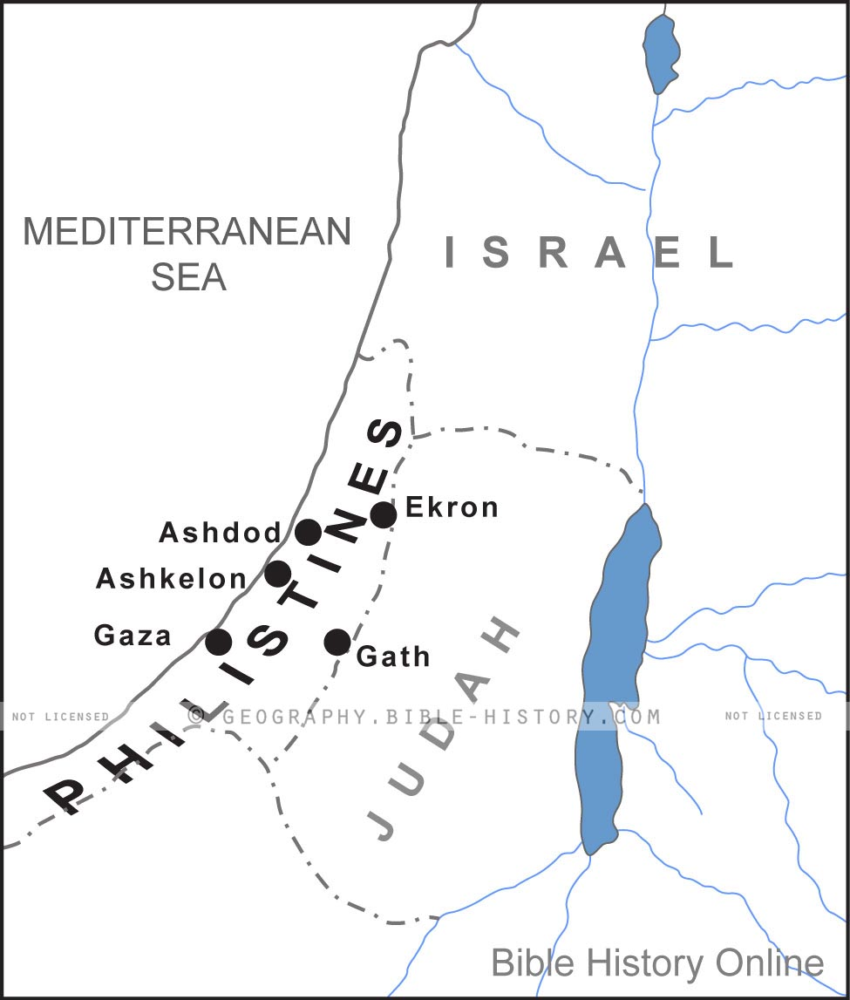 MEDITERRANEAN
SEA
ISRAEL
PHILISTINES
Ekron
Ashdod
Ashkelon
Gaza
Gath
JUDAH
NOT LICENSED
© GEOGRAPHY.BIBLE-HISTORY.COM
NOT LICENSED
Bible History Online